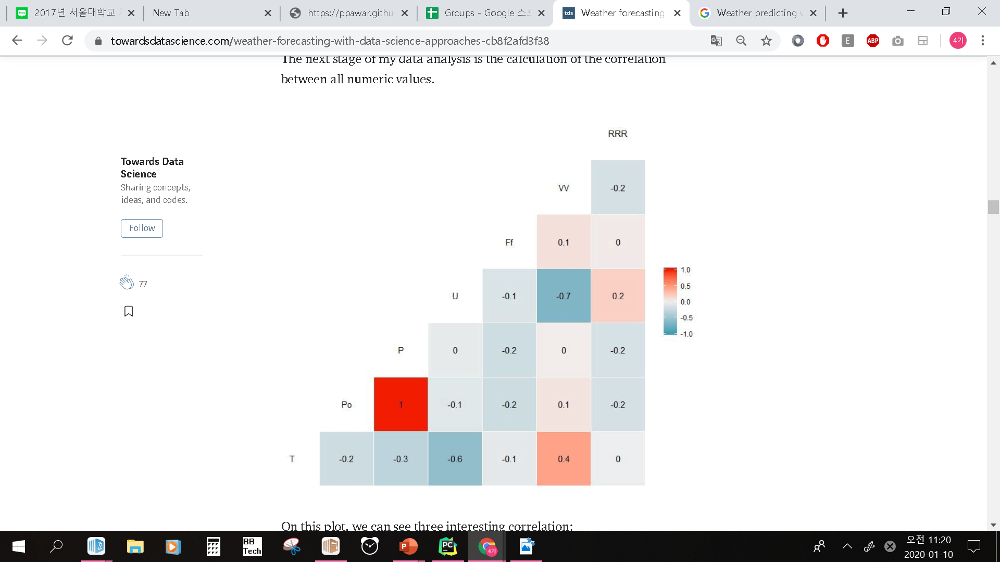 2017년 서울대학교
New Tab
https://ppawar.githu
Groups - Google 스프
tds
Weather forecasting
Weather predicting
towardsdatascience.com/weather-forecasting-with-data-science-approaches-cb8f2afd3f38
E
ABP
4기
The next stage of my data analysis is the calculation of the correlation
between all numeric values.
Towards Data
Science
Sharing concepts,
ideas, and codes.
Follow
77
RRR
VV -0.2
Ff 0.1 0
U -0.1 -0.7 0.2
P 0 -0.2 0 -0.2
Po 1 -0.1 -0.2 0.1 -0.2
T -0.2 -0.3 -0.6 -0.1 0.4 0
1.0
0.5
0.0
-0.5
-1.0
On this plot, we can see three interesting correlation:
BB
Tech
P
PC
4기
오전 11:20
2020-01-10